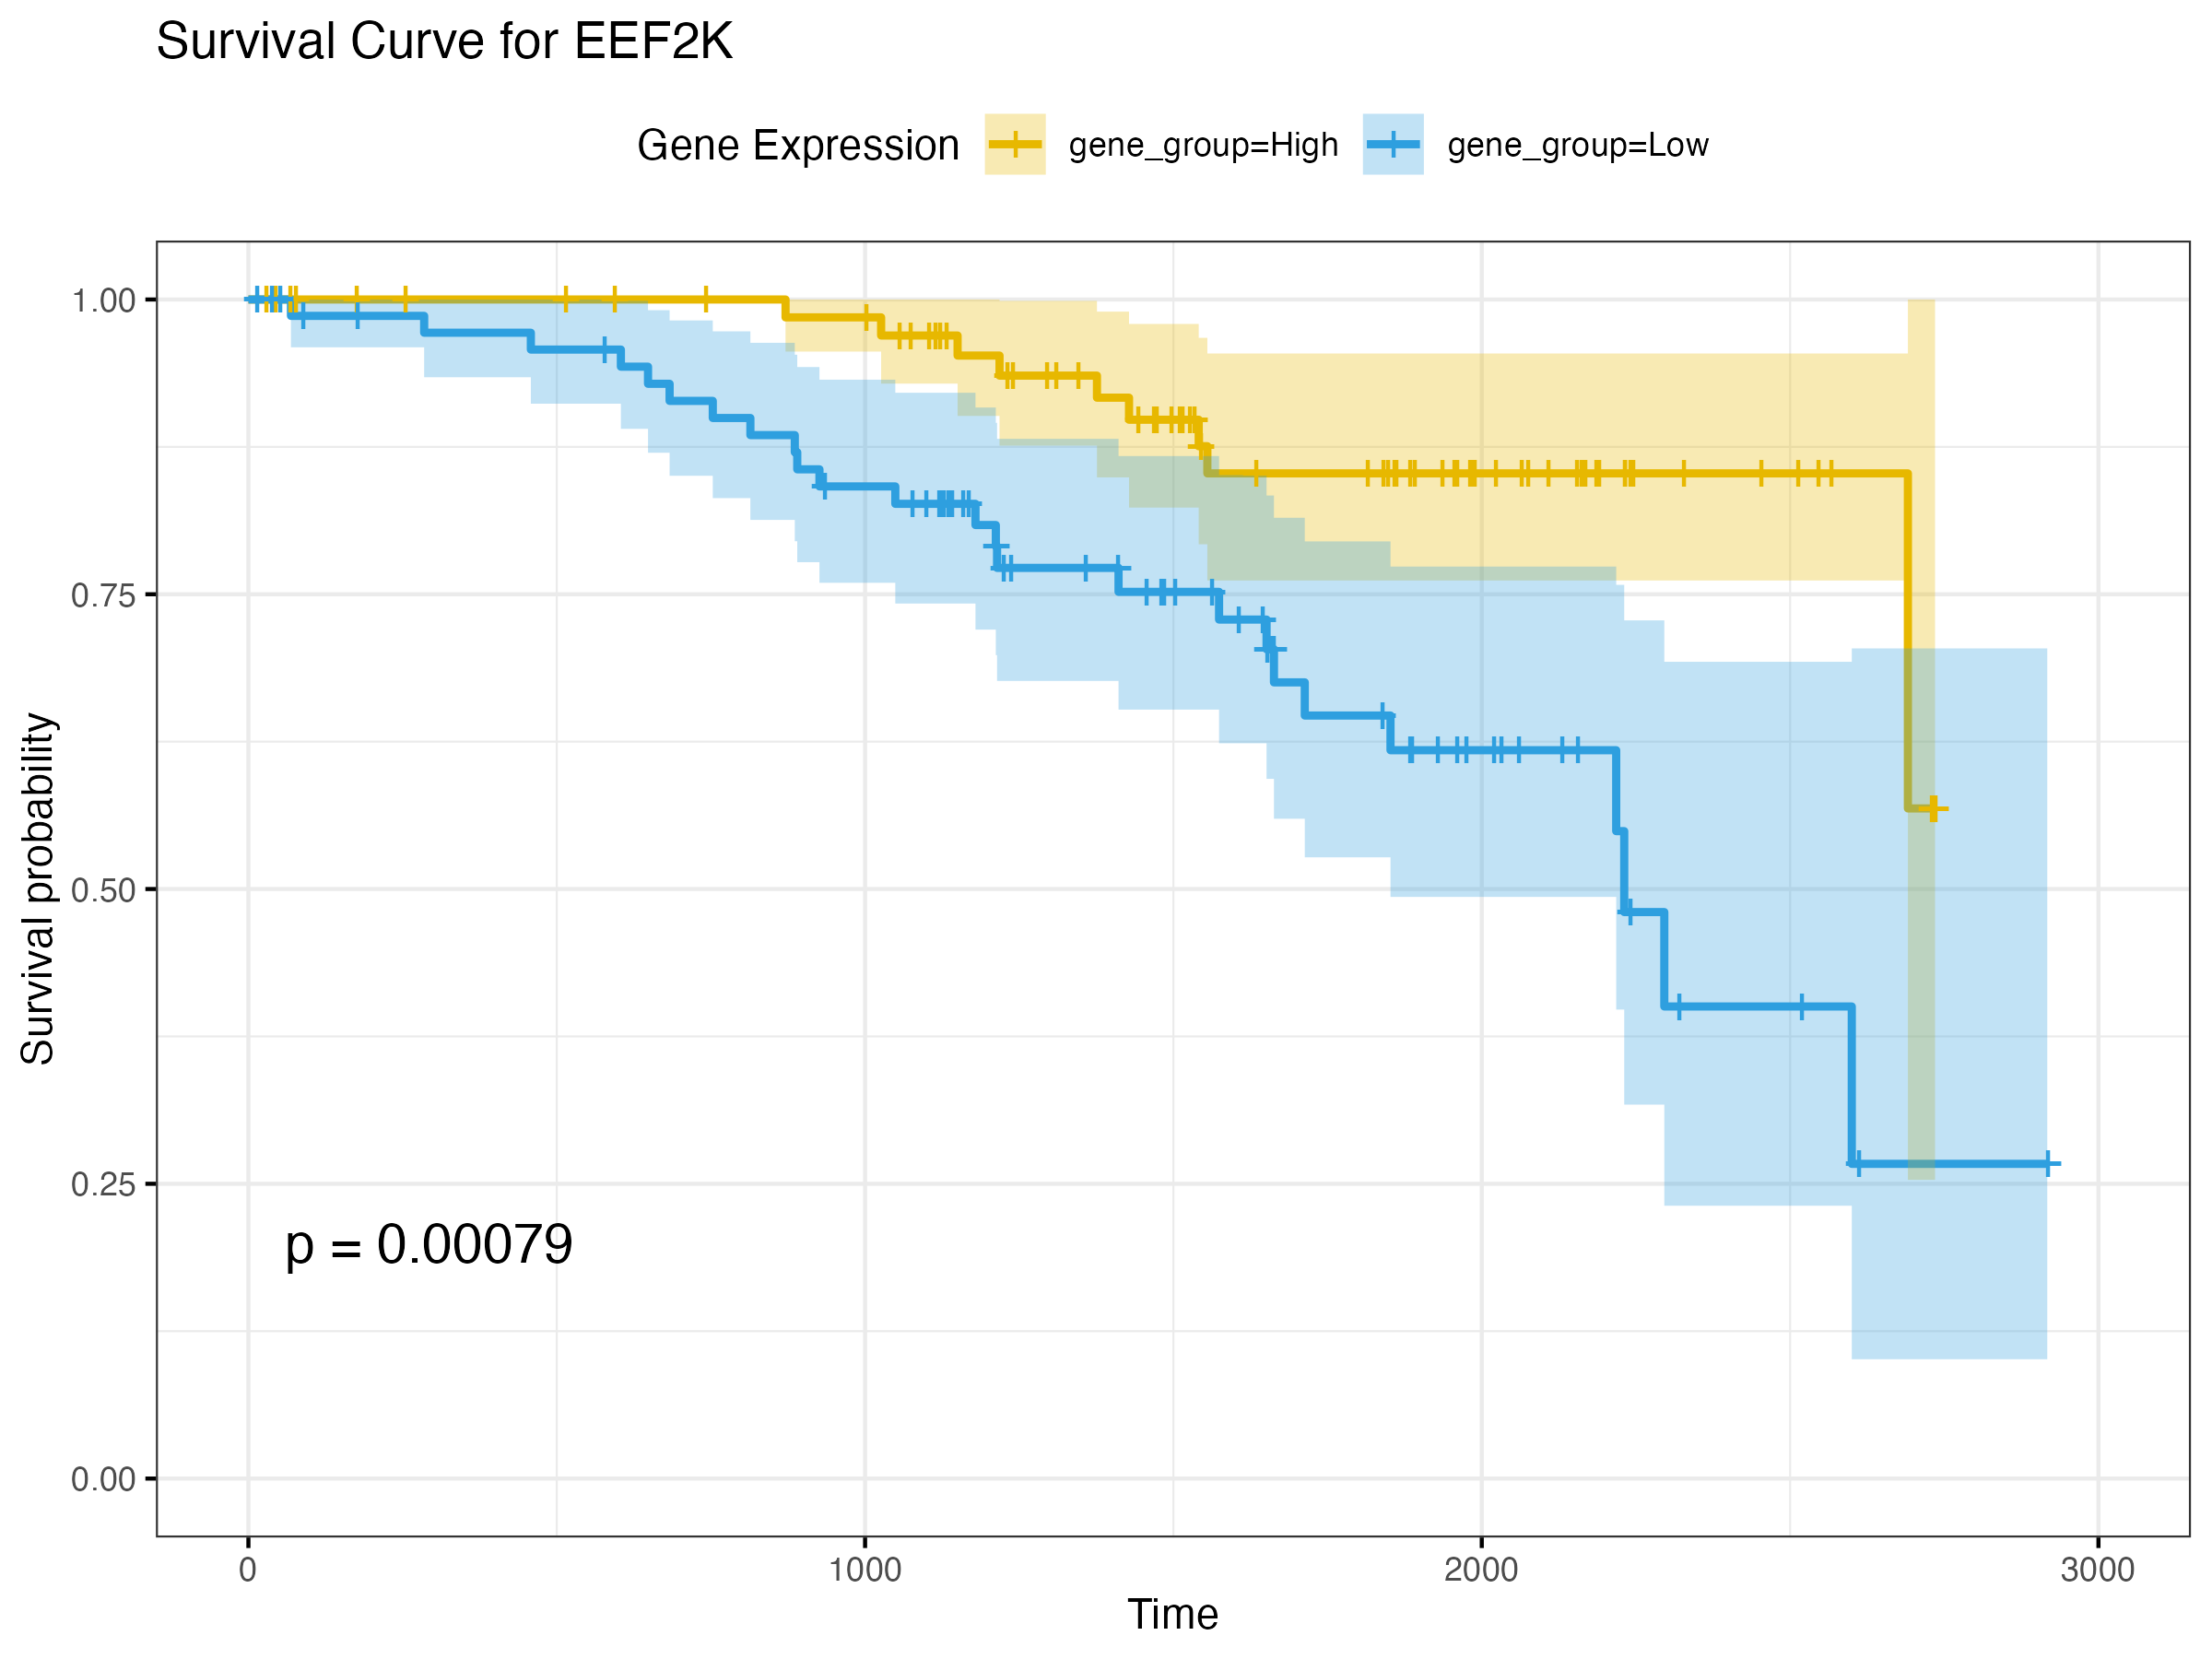 Survival Curve for EEF2K
Gene Expression gene_group=High gene_group=Low
Survival probability
1.00
0.75
0.50
0.25
0.00
p = 0.00079
0 1000 2000 3000
Time